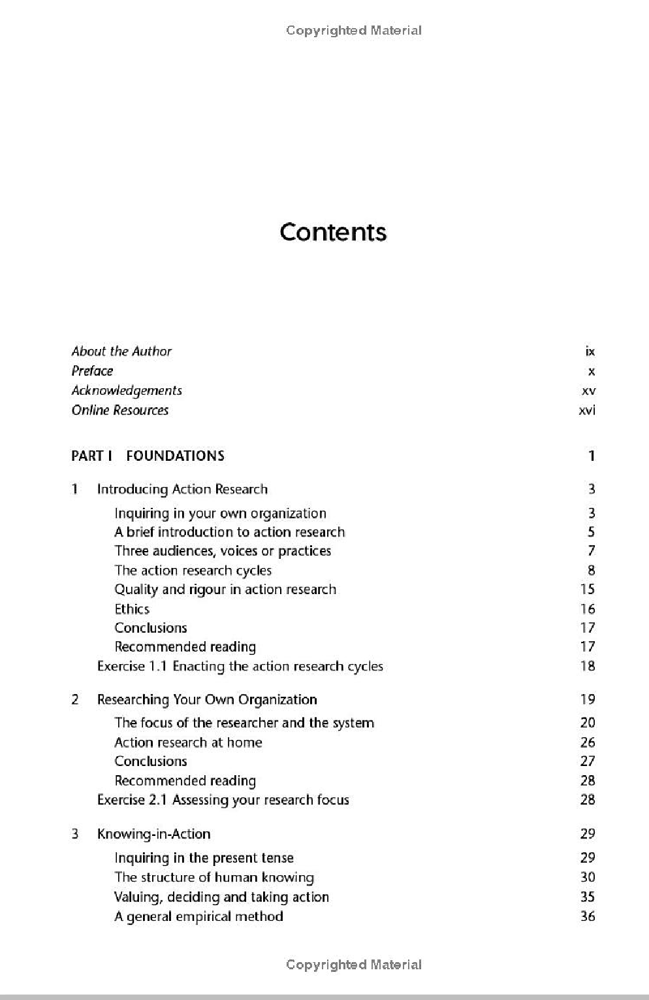 Copyrighted Material
Contents
About the Author ix
Preface x
Acknowledgements xv
Online Resources xvi
PART I FOUNDATIONS 1
1 Introducing Action Research 3
Inquiring in your own organization 3
A brief introduction to action research 5
Three audiences, voices or practices 7
The action research cycles 8
Quality and rigour in action research 15
Ethics 16
Conclusions 17
Recommended reading 17
Exercise 1.1 Enacting the action research cycles 18
2 Researching Your Own Organization 19
The focus of the researcher and the system 20
Action research at home 26
Conclusions 27
Recommended reading 28
Exercise 2.1 Assessing your research focus 28
3 Knowing-in-Action 29
Inquiring in the present tense 29
The structure of human knowing 30
Valuing, deciding and taking action 35
A general empirical method 36
Copyrighted Material